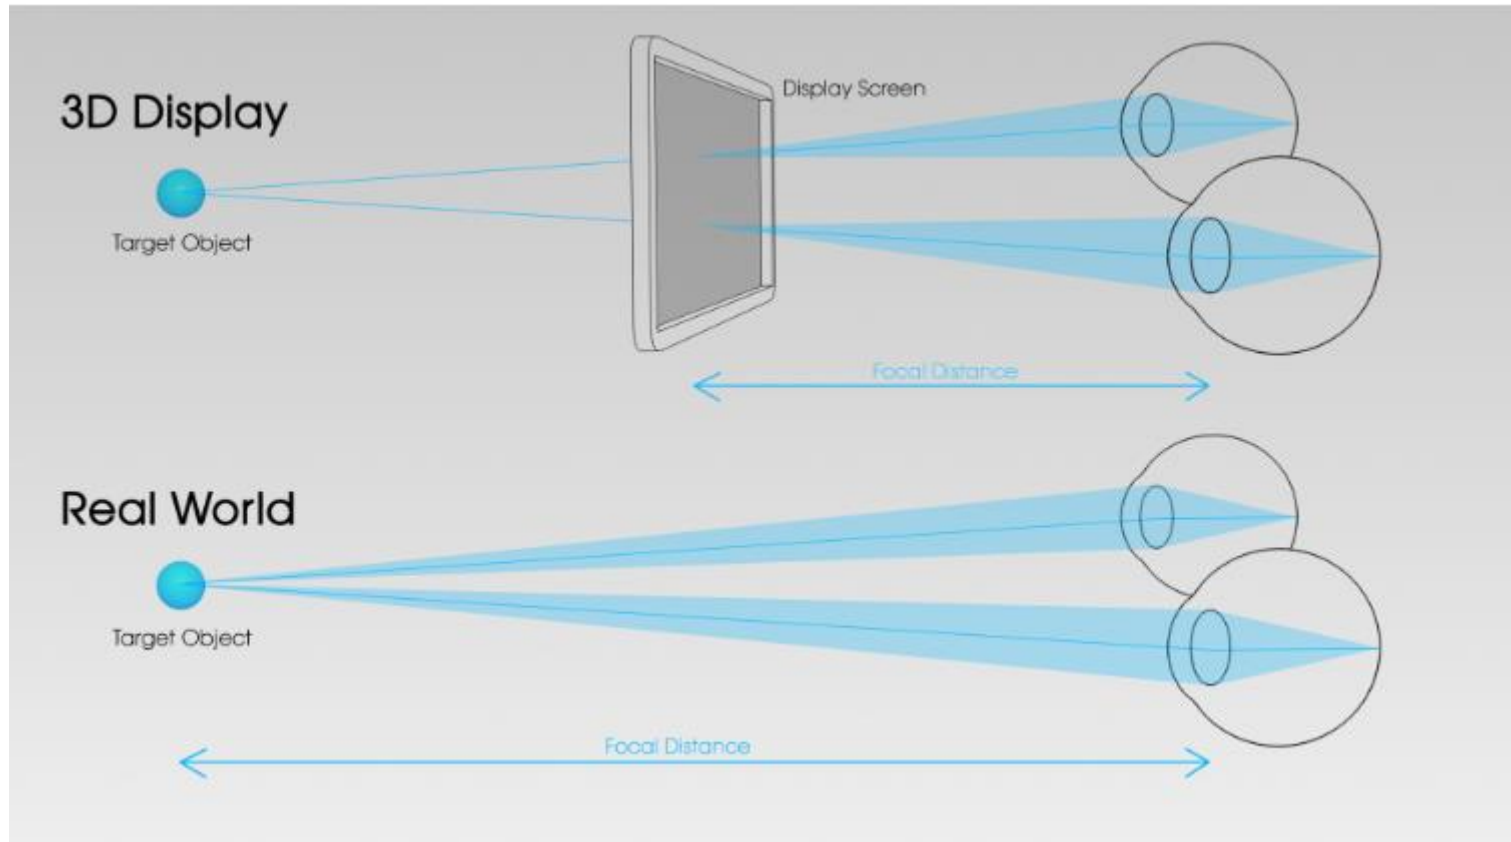 3D Display
Display Screen
Target Object
Focal Distance
Real World
Target Object
Focal Distance